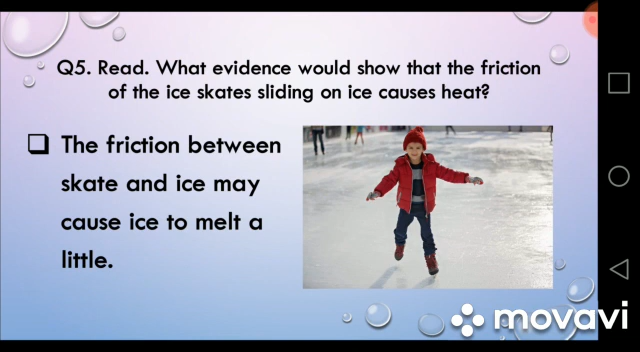 Q5. Read. What evidence would show that the friction
of the ice skates sliding on ice causes heat?
The friction between
skate and ice may
cause ice to melt a
little.
movavi